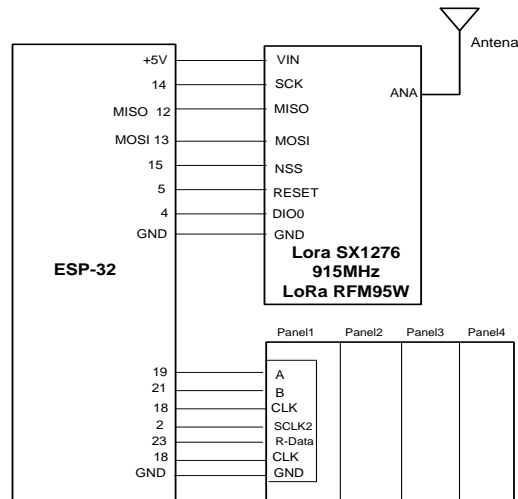 Antena
+5V VIN
14 SCK
ANA
MISO 12 MISO
MOSI 13 MOSI
15 NSS
5 RESET
4 DIO0
GND GND
Lora SX1276
915MHz
LoRa RFM95W
ESP-32
Panel1 Panel2 Panel3 Panel4
19 A
21 B
18 CLK
2 SCLK2
23 R-Data
18 CLK
GND GND